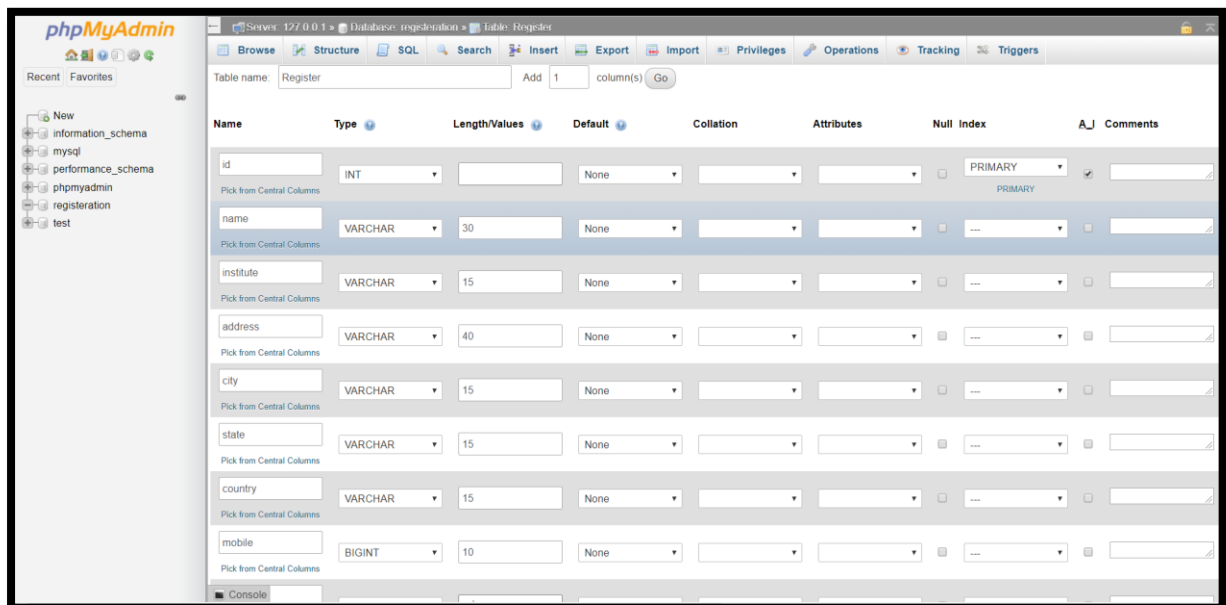 phpMyAdmin
Recent Favorites
New
information_schema
mysql
performance_schema
phpmyadmin
registeration
test
Server: 127.0.0.1 » Database: registeration » Table: Register
Browse Structure SQL Search Insert Export Import Privileges Operations Tracking Triggers
Table name: Register Add 1 column(s) Go
Name Type Length/Values Default Collation Attributes Null Index A_I Comments
id INT None PRIMARY
Pick from Central Columns PRIMARY
name VARCHAR 30 None ---
Pick from Central Columns
institute VARCHAR 15 None ---
Pick from Central Columns
address VARCHAR 40 None ---
Pick from Central Columns
city VARCHAR 15 None ---
Pick from Central Columns
state VARCHAR 15 None ---
Pick from Central Columns
country VARCHAR 15 None ---
Pick from Central Columns
mobile BIGINT 10 None ---
Pick from Central Columns
Console